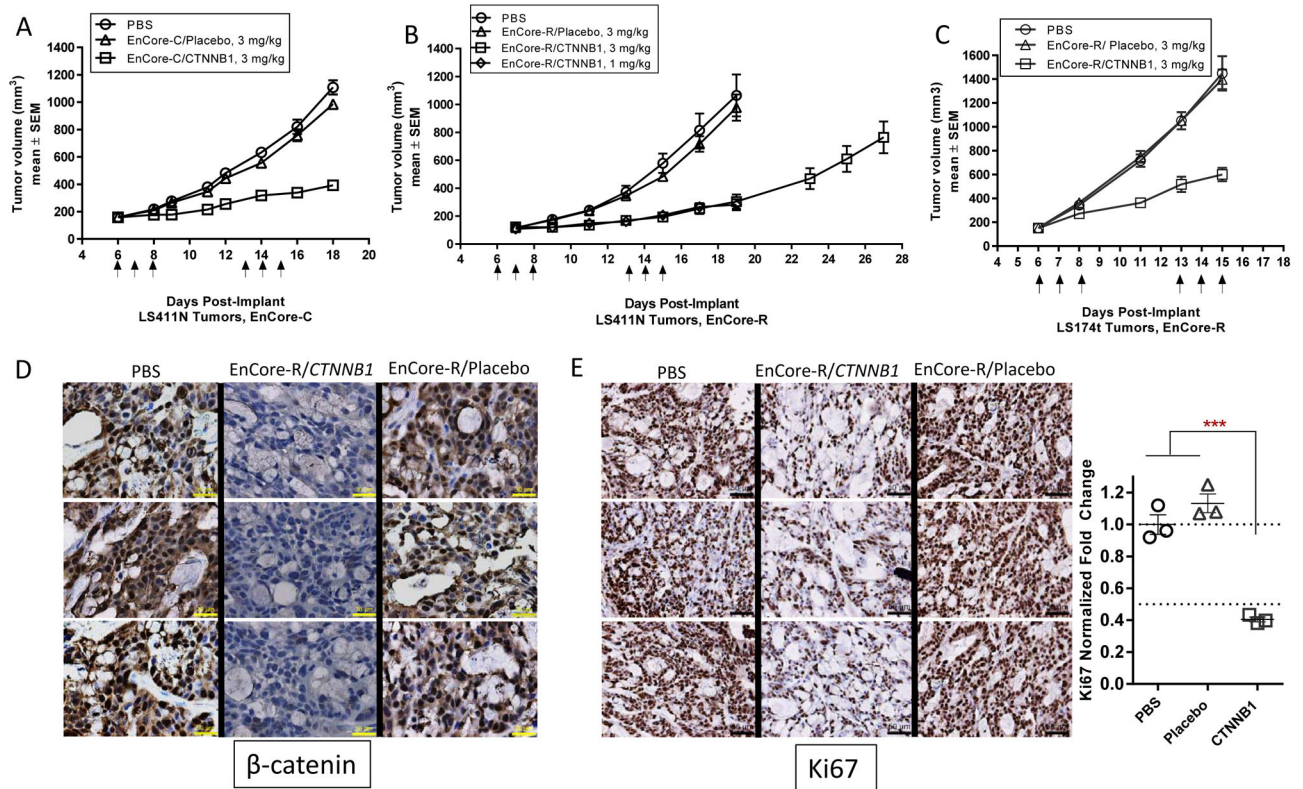 A
PBS
EnCore-C/Placebo, 3 mg/kg
EnCore-C/CTNNB1, 3 mg/kg
Tumor volume (mm3)
mean ± SEM
1400
1200
1000
800
600
400
200
0
4 6 8 10 12 14 16 18 20
Days Post-Implant
LS411N Tumors, EnCore-C
B
PBS
EnCore-R/Placebo, 3 mg/kg
EnCore-R/CTNNB1, 3 mg/kg
EnCore-R/CTNNB1, 1 mg/kg
Tumor volume (mm3)
mean ± SEM
1400
1200
1000
800
600
400
200
0
4 6 8 10 12 14 16 18 20 22 24 26 28
Days Post-Implant
LS411N Tumors, EnCore-R
C
PBS
EnCore-R/ Placebo, 3 mg/kg
EnCore-R/CTNNB1, 3 mg/kg
Tumor volume (mm3)
mean ± SEM
1600
1400
1200
1000
800
600
400
200
0
4 5 6 7 8 9 10 11 12 13 14 15 16 17 18
Days Post-Implant
LS174t Tumors, EnCore-R
D
PBS EnCore-R/CTNNB1 EnCore-R/Placebo
β-catenin
E
PBS EnCore-R/CTNNB1 EnCore-R/Placebo
Ki67
***
Ki67 Normalized Fold Change
1.2
1.0
0.8
0.6
0.4
0.2
0.0
PBS
Placebo
CTNNB1